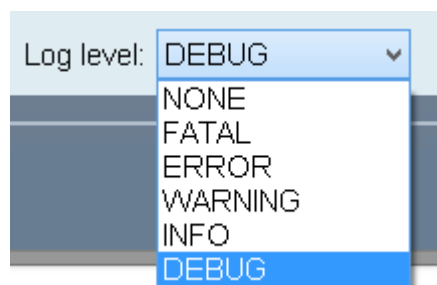 Log level: DEBUG
NONE
FATAL
ERROR
WARNING
INFO
DEBUG